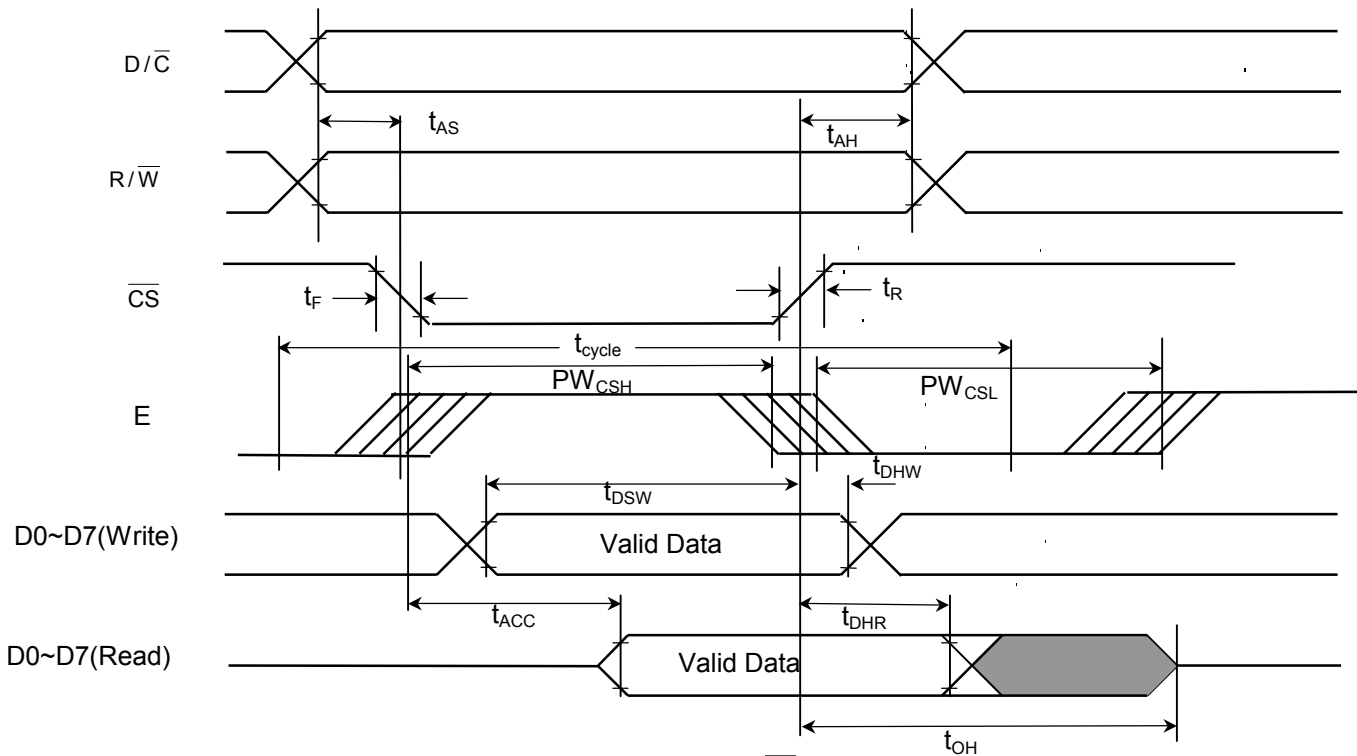 D/C̅
t_AS
t_AH
R/W̅
C̅S̅
t_F
t_R
t_cycle
PW_CSH
PW_CSL
E
t_DHW
t_DSW
D0~D7(Write)
Valid Data
t_ACC
t_DHR
D0~D7(Read)
Valid Data
t_OH